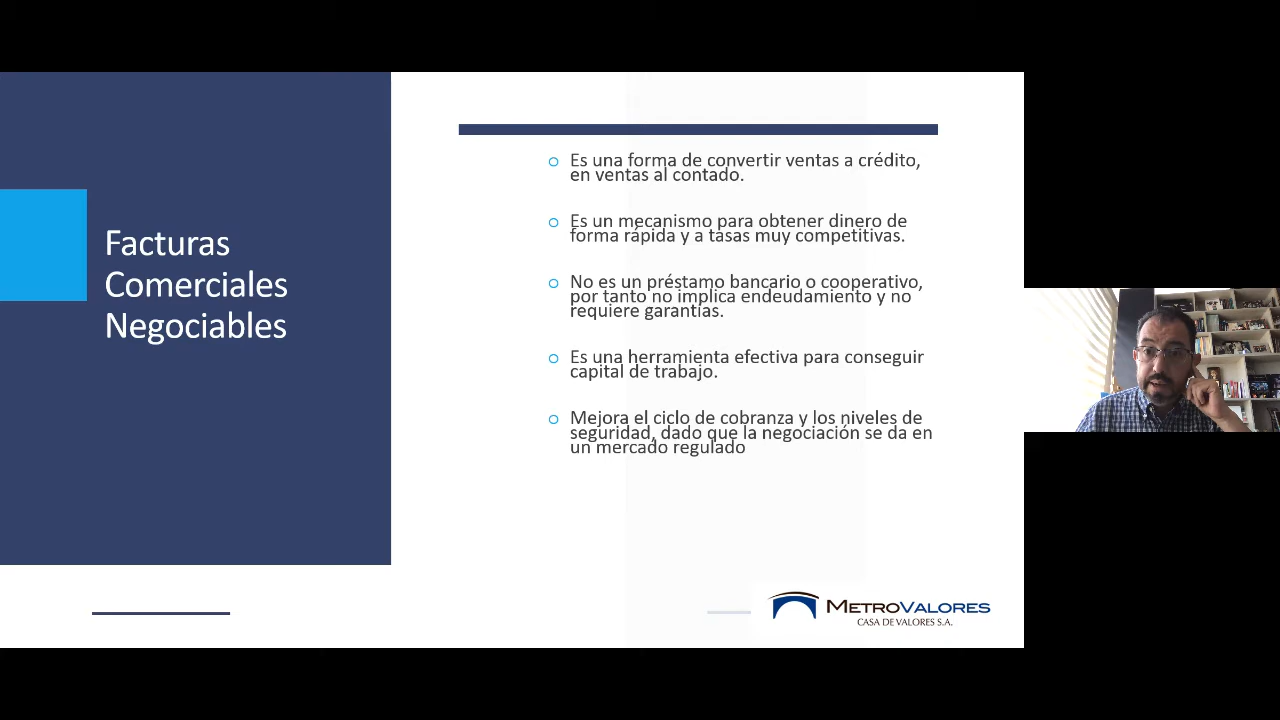 Facturas
Comerciales
Negociables
Es una forma de convertir ventas a crédito,
en ventas al contado.
Es un mecanismo para obtener dinero de
forma rápida y a tasas muy competitivas.
No es un préstamo bancario o cooperativo,
por tanto no implica endeudamiento y no
requiere garantías.
Es una herramienta efectiva para conseguir
capital de trabajo.
Mejora el ciclo de cobranza y los niveles de
seguridad, dado que la negociación se da en
un mercado regulado
METROVALORES
CASA DE VALORES S.A.